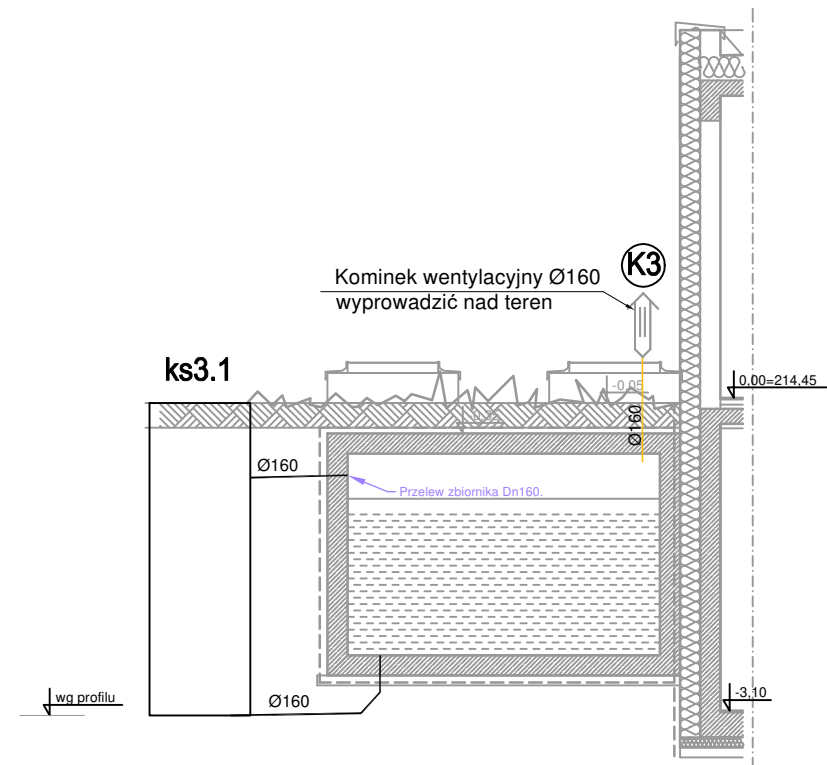 K3
Kominek wentylacyjny Ø160
wyprowadzić nad teren
ks3.1
-0,05
0,00=214,45
Ø160
Ø160
Przelew zbiornika Dn160.
wg profilu
Ø160
-3,10